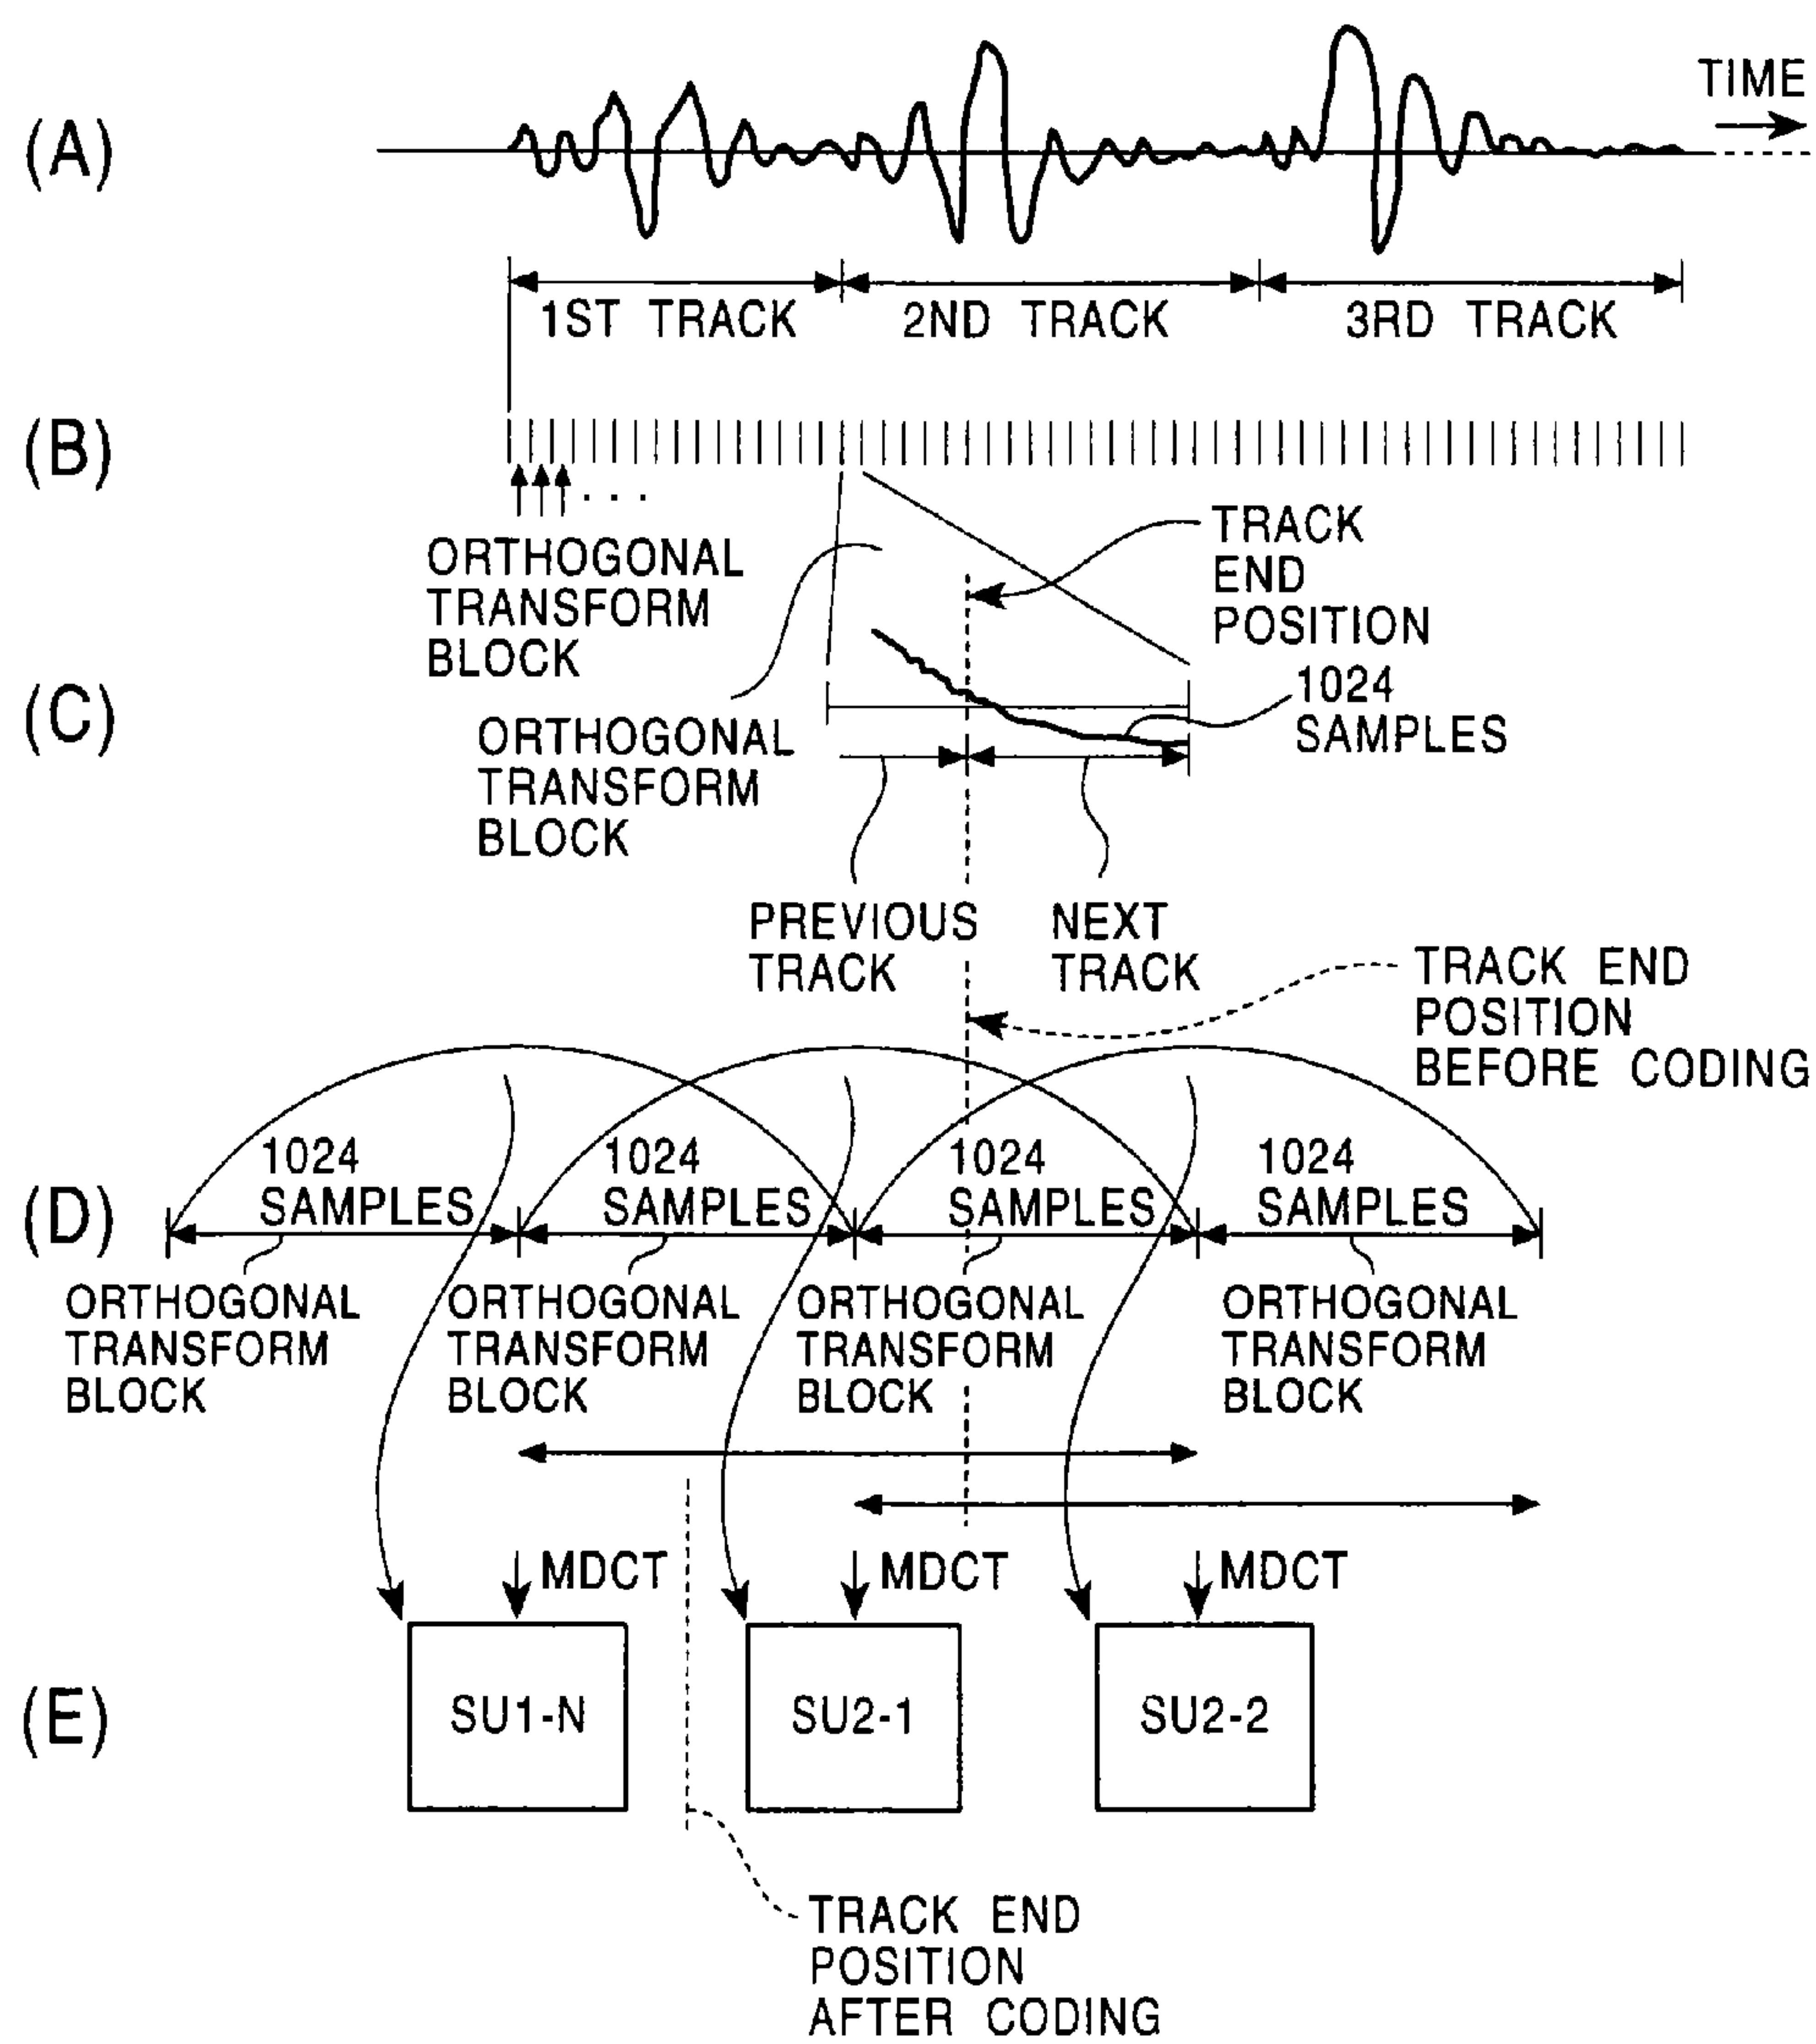 TIME
(A)
1ST TRACK
2ND TRACK
3RD TRACK
(B)
. . .
ORTHOGONAL
TRANSFORM
BLOCK
TRACK
END
POSITION
(C)
1024
SAMPLES
ORTHOGONAL
TRANSFORM
BLOCK
PREVIOUS
TRACK
NEXT
TRACK
TRACK END
POSITION
BEFORE CODING
(D)
1024
SAMPLES
1024
SAMPLES
1024
SAMPLES
1024
SAMPLES
ORTHOGONAL
TRANSFORM
BLOCK
ORTHOGONAL
TRANSFORM
BLOCK
ORTHOGONAL
TRANSFORM
BLOCK
ORTHOGONAL
TRANSFORM
BLOCK
MDCT
MDCT
MDCT
(E)
SU1-N
SU2-1
SU2-2
TRACK END
POSITION
AFTER CODING